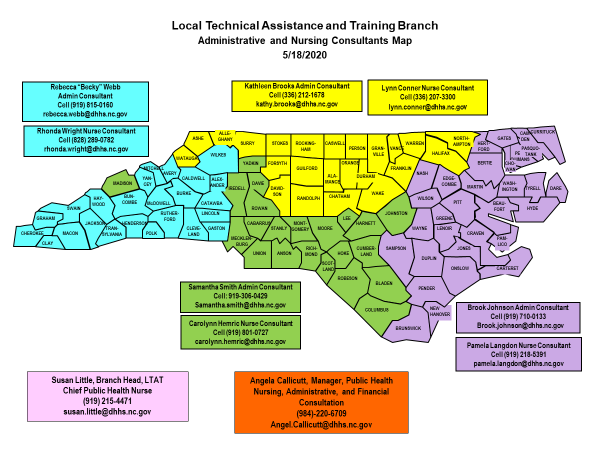 Local Technical Assistance and Training Branch
Administrative and Nursing Consultants Map
5/18/2020
Rebecca "Becky" Webb
Admin Consultant
Cell (919) 815-0160
rebecca.webb@dhhs.nc.gov
Rhonda Wright Nurse Consultant
Cell (828) 289-0782
rhonda.wright@dhhs.nc.gov
Kathleen Brooks Admin Consultant
Cell (336) 212-1678
kathy.brooks@dhhs.nc.gov
Lynn Conner Nurse Consultant
Cell (336) 207-3300
lynn.conner@dhhs.nc.gov
ASHE
ALLE-
GHANY
SURRY
STOKES
ROCKING-
HAM
CASWELL
PERSON
GRAN-
VILLE
VANCE
WARREN
NORTH-
AMPTON
HERT-
FORD
GATES
CAM-
DEN
CURRITUCK
PASQUO-
TANK
PE
MANS
CHO-
WAN
WATAUGA
WILKES
YADKIN
FORSYTH
GUILFORD
ALA-
MANCE
ORANGE
DURHAM
FRANKLIN
HALIFAX
BERTIE
MITCHELL
AVERY
YAN-
CEY
CALDWELL
ALEX-
ANDER
IREDELL
DAVIE
DAVID-
SON
RANDOLPH
CHATHAM
WAKE
NASH
EDGE-
COMBE
MARTIN
WASH-
INGTON
TYRELL
DARE
MADISON
BUN-
COMBE
McDOWELL
BURKE
CATAWBA
ROWAN
LEE
JOHNSTON
WILSON
PITT
BEAU-
FORT
HYDE
HAY-
WOOD
SWAIN
GRAHAM
CHEROKEE
CLAY
MACON
JACKSON
TRAN-
SYLVANIA
HENDERSON
POLK
RUTHER-
FORD
CLEVE-
LAND
LINCOLN
GASTON
MECKLEN-
BURG
CABARRUS
STANLY
MONT-
GOMERY
MOORE
HARNETT
WAYNE
GREENE
LENOIR
CRAVEN
PAM-
LICO
UNION
ANSON
RICH-
MOND
SCOT-
LAND
HOKE
CUMBER-
LAND
SAMPSON
DUPLIN
JONES
ONSLOW
CARTERET
ROBESON
BLADEN
PENDER
NEW
HANOVER
COLUMBUS
BRUNSWICK
Samantha Smith Admin Consultant
Cell: 919-306-0429
Samantha.smith@dhhs.nc.gov
Carolynn Hemric Nurse Consultant
Cell (919) 801-0727
carolynn.hemric@dhhs.nc.gov
Brook Johnson Admin Consultant
Cell (919) 710-0133
Brook.johnson@dhhs.nc.gov
Pamela Langdon Nurse Consultant
Cell (919) 218-5391
pamela.langdon@dhhs.nc.gov
Susan Little, Branch Head, LTAT
Chief Public Health Nurse
(919) 215-4471
susan.little@dhhs.nc.gov
Angela Callicutt, Manager, Public Health
Nursing, Administrative, and Financial
Consultation
(984)-220-6709
Angel.Callicutt@dhhs.nc.gov